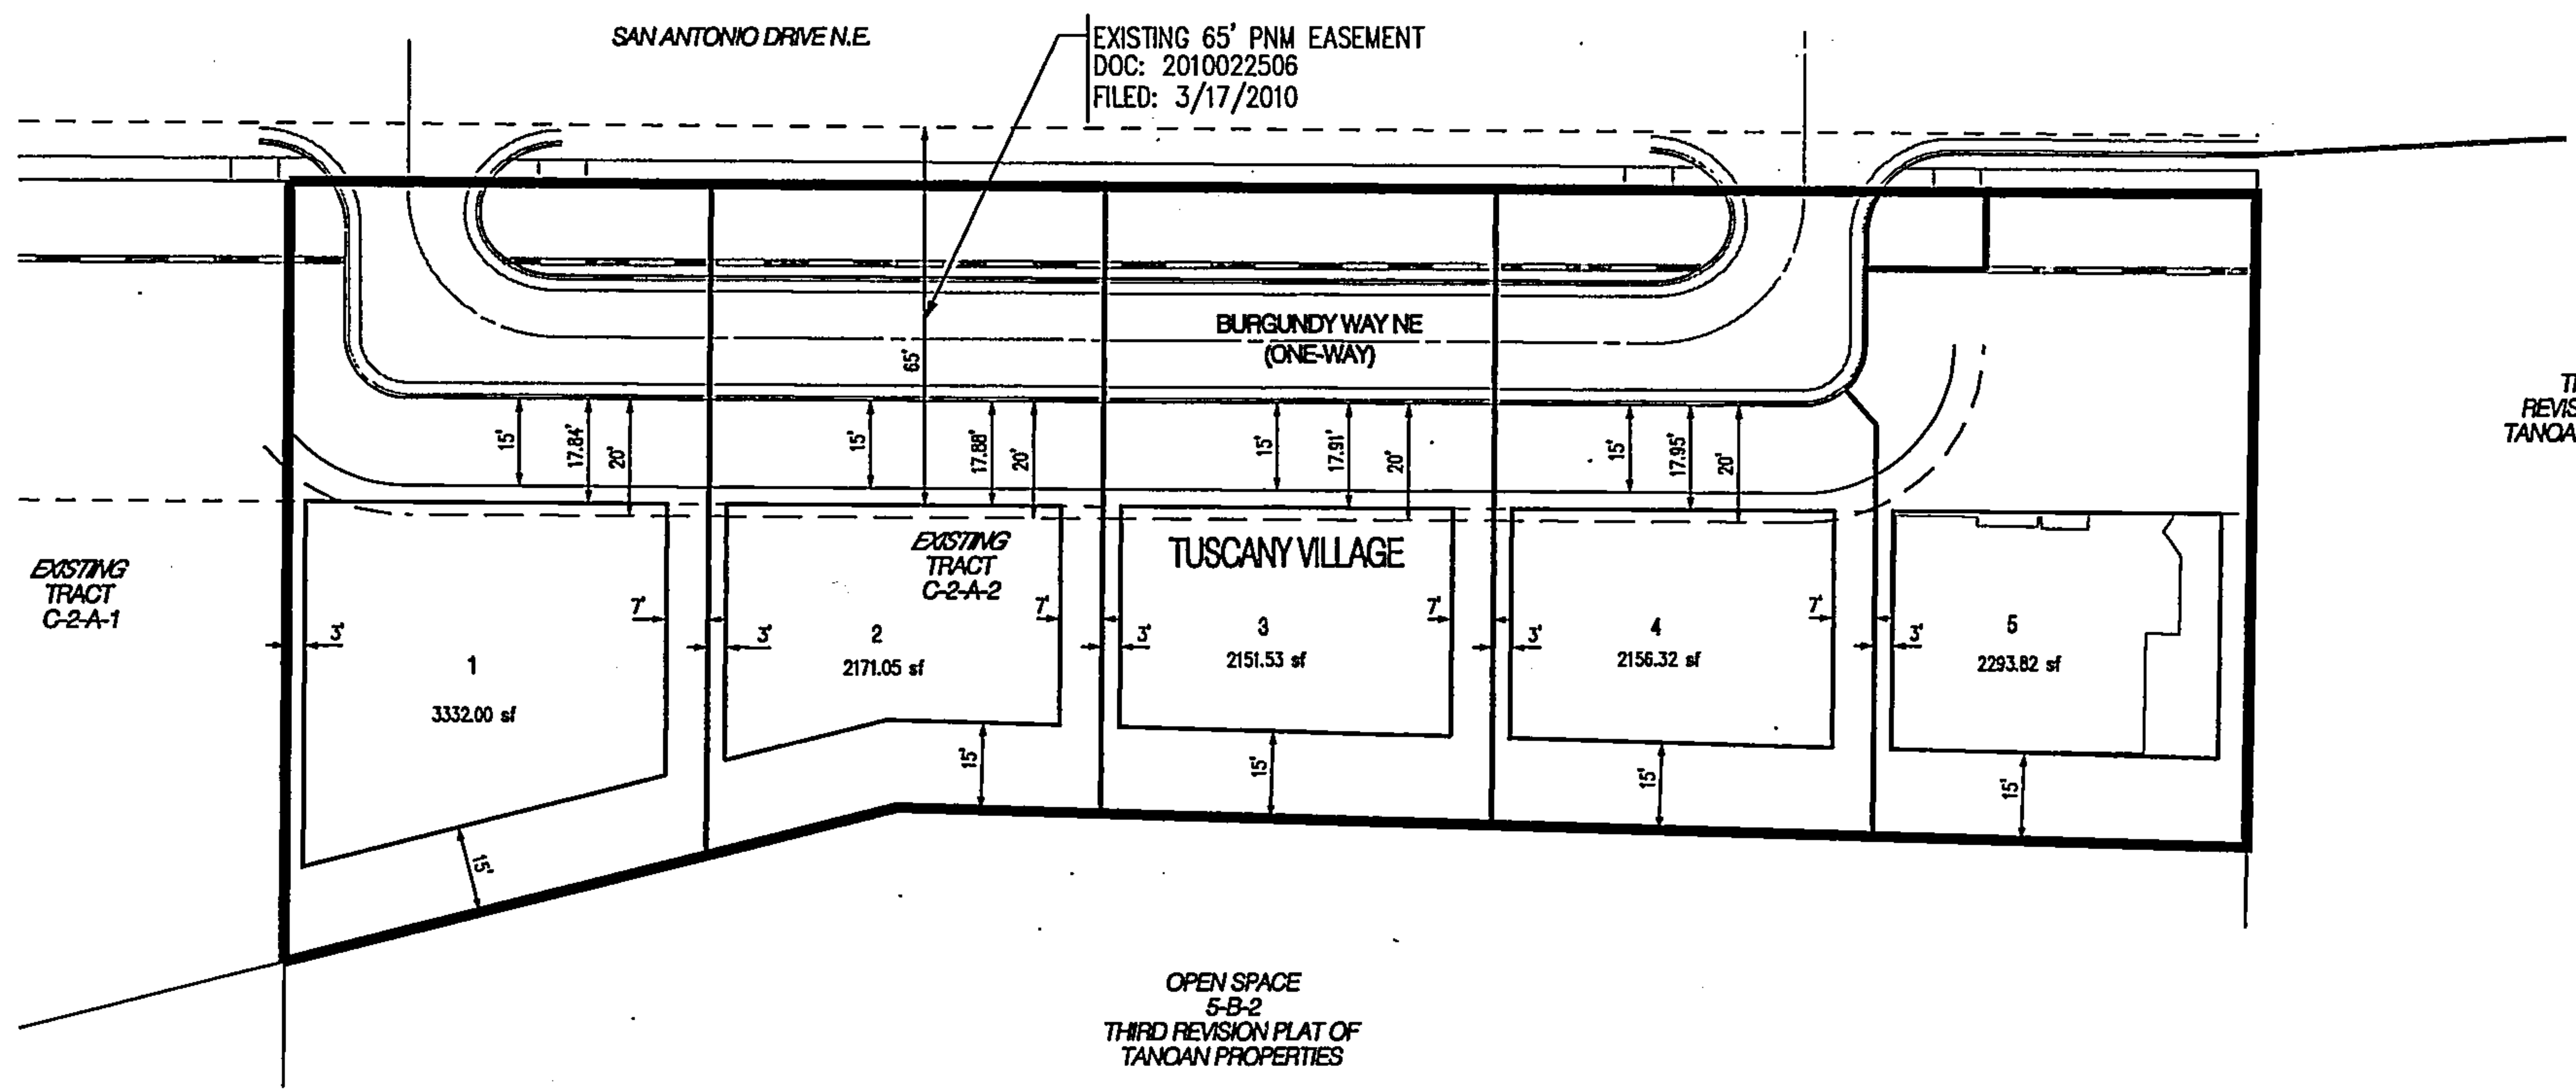 SAN ANTONIO DRIVE N.E.
EXISTING 65' PNM EASEMENT
DOC: 2010022506
FILED: 3/17/2010
BURGUNDY WAY NE
(ONE-WAY)
65'
15'
17.84'
20'
15'
17.88'
20'
15'
17.91'
20'
15'
17.95'
20'
REVIS
TANOA
EXISTING
TRACT
C-2-A-1
EXISTING
TRACT
C-2-A-2
TUSCANY VILLAGE
3'
7'
1
3332.00 sf
15'
3'
7'
2
2171.05 sf
15'
3'
7'
3
2151.53 sf
15'
3'
7'
4
2156.32 sf
15'
3'
5
2293.82 sf
15'
OPEN SPACE
5-B-2
THIRD REVISION PLAT OF
TANOAN PROPERTIES